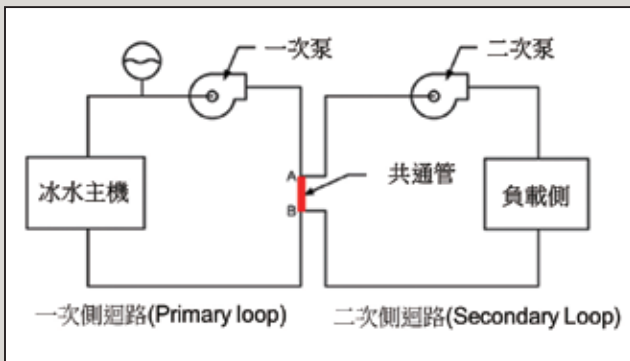 一次泵
二次泵
A
共通管
B
冰水主機
負載側
一次側迴路(Primary loop)
二次側迴路(Secondary Loop)